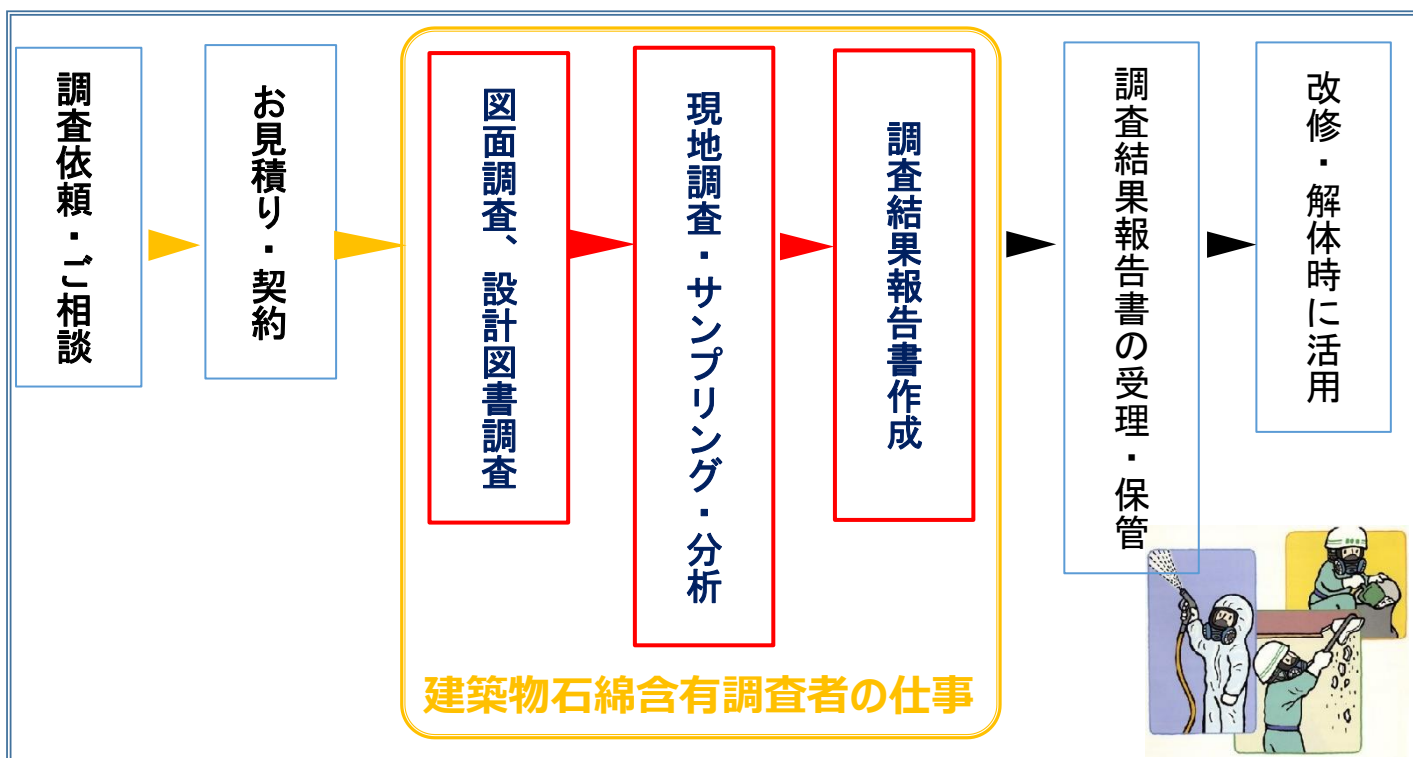 調査依頼・ご相談
お見積り・契約
図面調査、設計図書調査
現地調査・サンプリング・分析
調査結果報告書作成
調査結果報告書の受理・保管
改修・解体時に活用
建築物石綿含有調査者の仕事